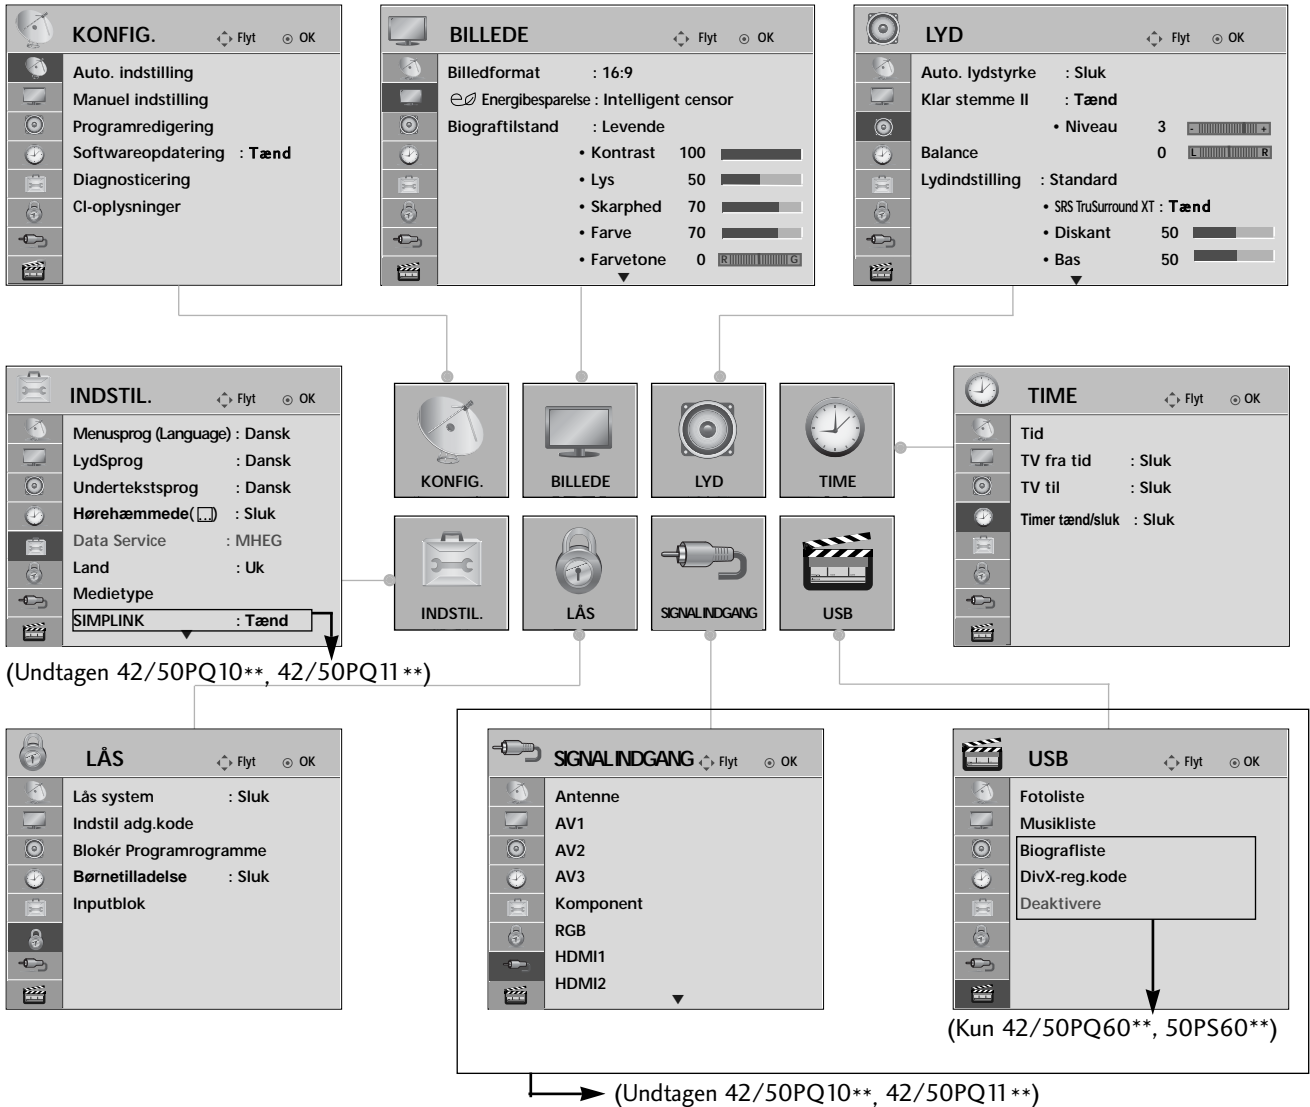 KONFIG. Flyt OK
Auto. indstilling
Manuel indstilling
Programredigering
Softwareopdatering : Tænd
Diagnosticering
CI-oplysninger
BILLEDE Flyt OK
Billedformat : 16:9
Energibesparelse : Intelligent censor
Biograftilstand : Levende
• Kontrast 100
• Lys 50
• Skarphed 70
• Farve 70
• Farvetone 0 R G
LYD Flyt OK
Auto. lydstyrke : Sluk
Klar stemme II : Tænd
• Niveau 3 - +
Balance 0 L R
Lydindstilling : Standard
• SRS TruSurround XT : Tænd
• Diskant 50
• Bas 50
INDSTIL. Flyt OK
Menusprog (Language) : Dansk
LydSprog : Dansk
Undertekstsprog : Dansk
Hørehæmmede( ) : Sluk
Data Service : MHEG
Land : Uk
Medietype
SIMPLINK : Tænd
(Undtagen 42/50PQ10**, 42/50PQ11**)
KONFIG.
BILLEDE
LYD
TIME
INDSTIL.
LÅS
SIGNALINDGANG
USB
TIME Flyt OK
Tid
TV fra tid : Sluk
TV til : Sluk
Timer tænd/sluk : Sluk
LÅS Flyt OK
Lås system : Sluk
Indstil adg.kode
Blokér Programrogramme
Børnetilladelse : Sluk
Inputblok
SIGNALINDGANG Flyt OK
Antenne
AV1
AV2
AV3
Komponent
RGB
HDMI1
HDMI2
USB Flyt OK
Fotoliste
Musikliste
Biografliste
DivX-reg.kode
Deaktivere
(Kun 42/50PQ60**, 50PS60**)
(Undtagen 42/50PQ10**, 42/50PQ11**)